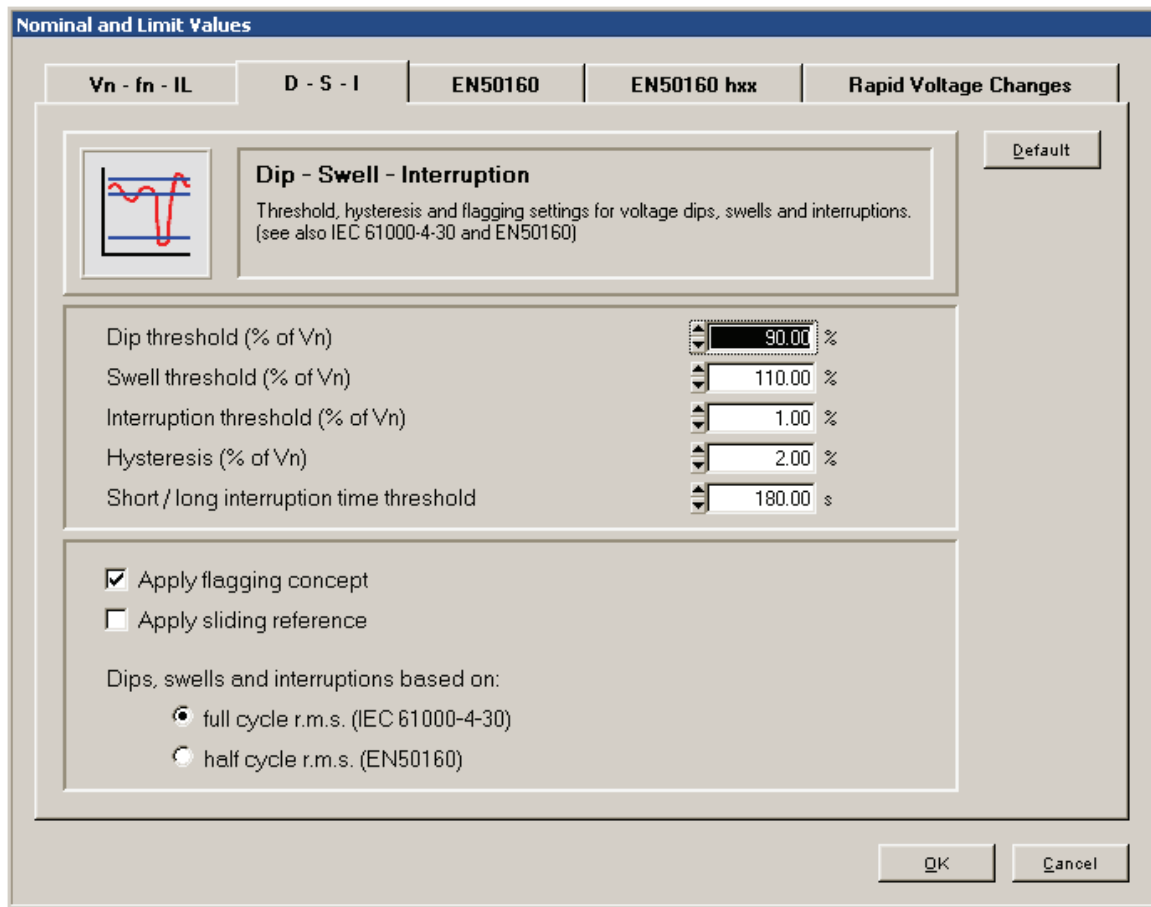 Nominal and Limit Values
Vn - fn - IL
D - S - I
EN50160
EN50160 hxx
Rapid Voltage Changes
Default
Dip - Swell - Interruption
Threshold, hysteresis and flagging settings for voltage dips, swells and interruptions.
(see also IEC 61000-4-30 and EN50160)
Dip threshold (% of Vn) 90.00 %
Swell threshold (% of Vn) 110.00 %
Interruption threshold (% of Vn) 1.00 %
Hysteresis (% of Vn) 2.00 %
Short / long interruption time threshold 180.00 s
Apply flagging concept
Apply sliding reference
Dips, swells and interruptions based on:
full cycle r.m.s. (IEC 61000-4-30)
half cycle r.m.s. (EN50160)
OK
Cancel